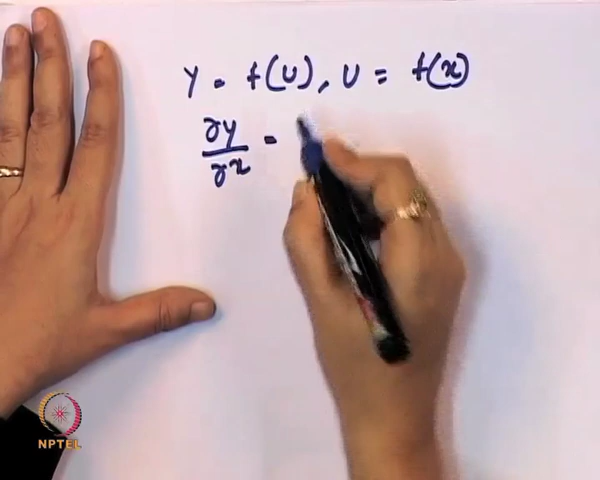 y = f(u), u = f(x)
∂y/∂x =
NPTEL